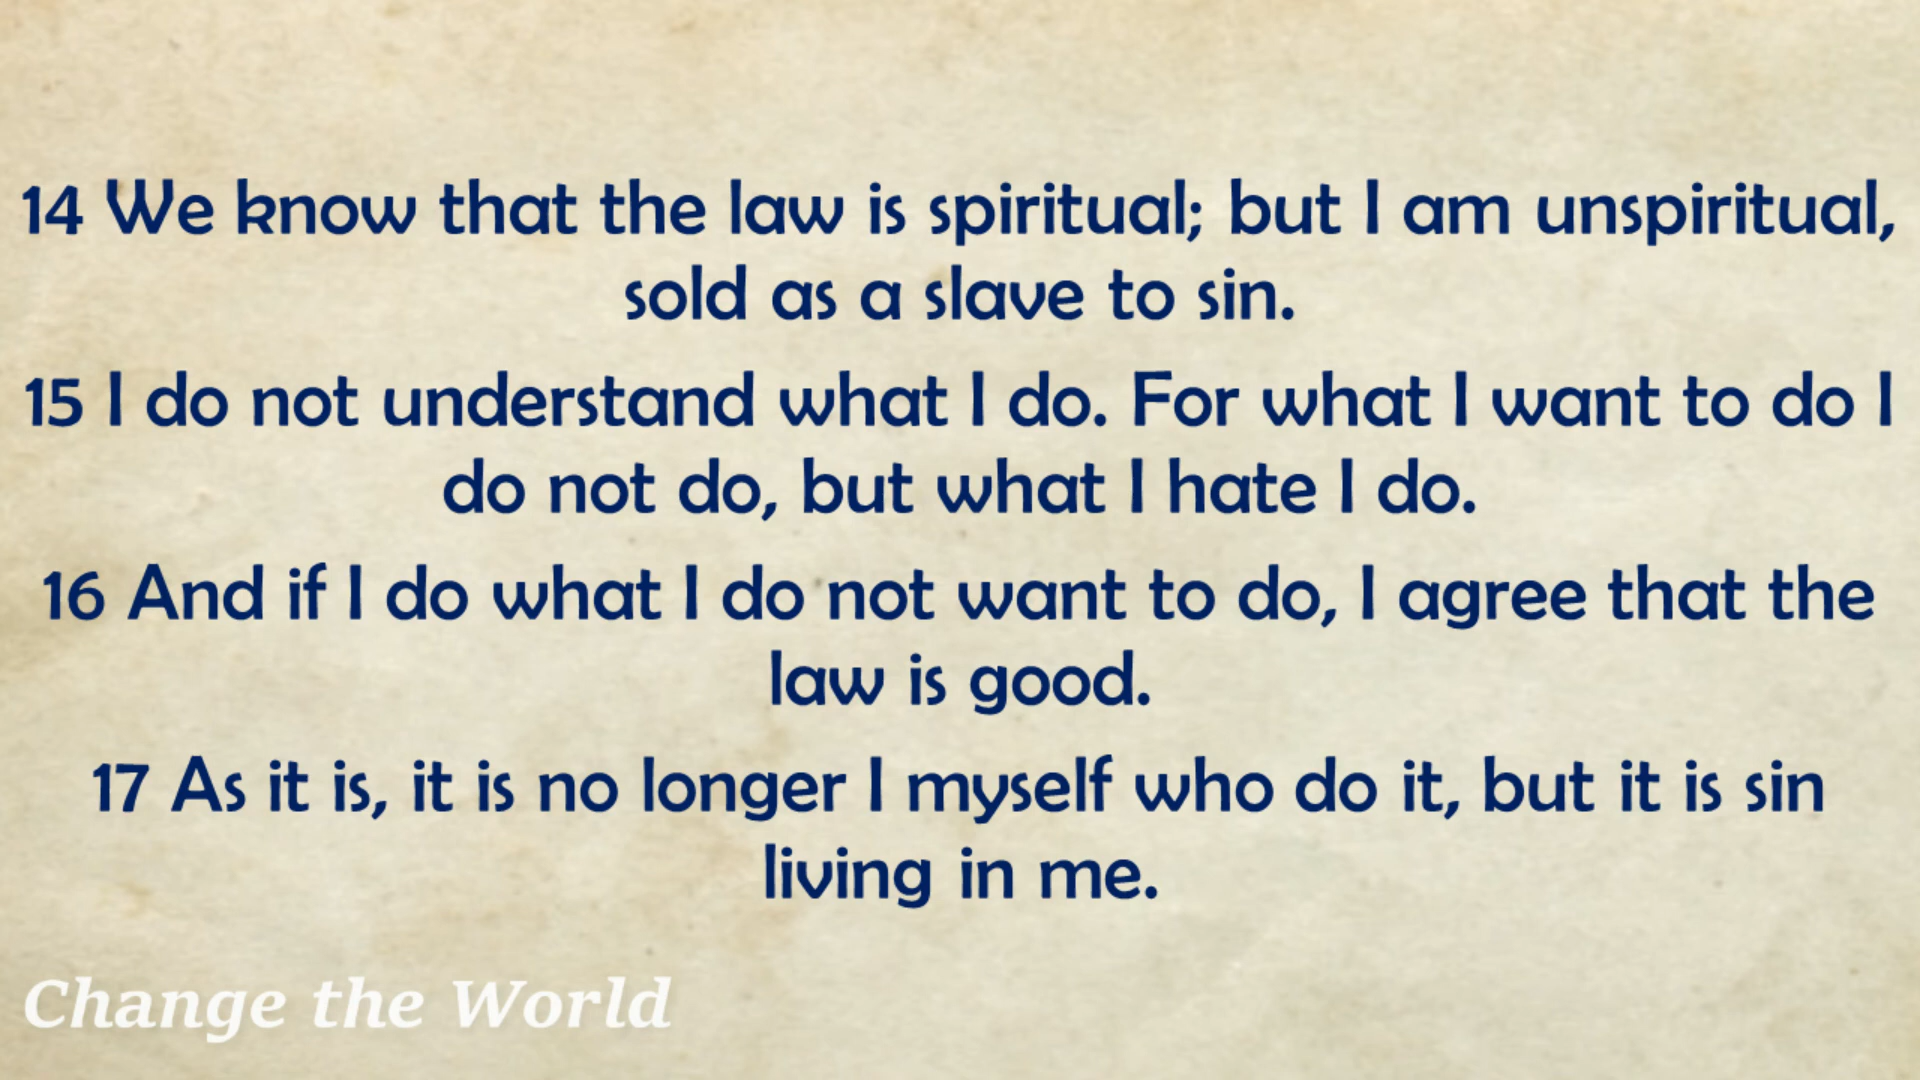 14 We know that the law is spiritual; but I am unspiritual,
sold as a slave to sin.
15 I do not understand what I do. For what I want to do I
do not do, but what I hate I do.
16 And if I do what I do not want to do, I agree that the
law is good.
17 As it is, it is no longer I myself who do it, but it is sin
living in me.
Change the World